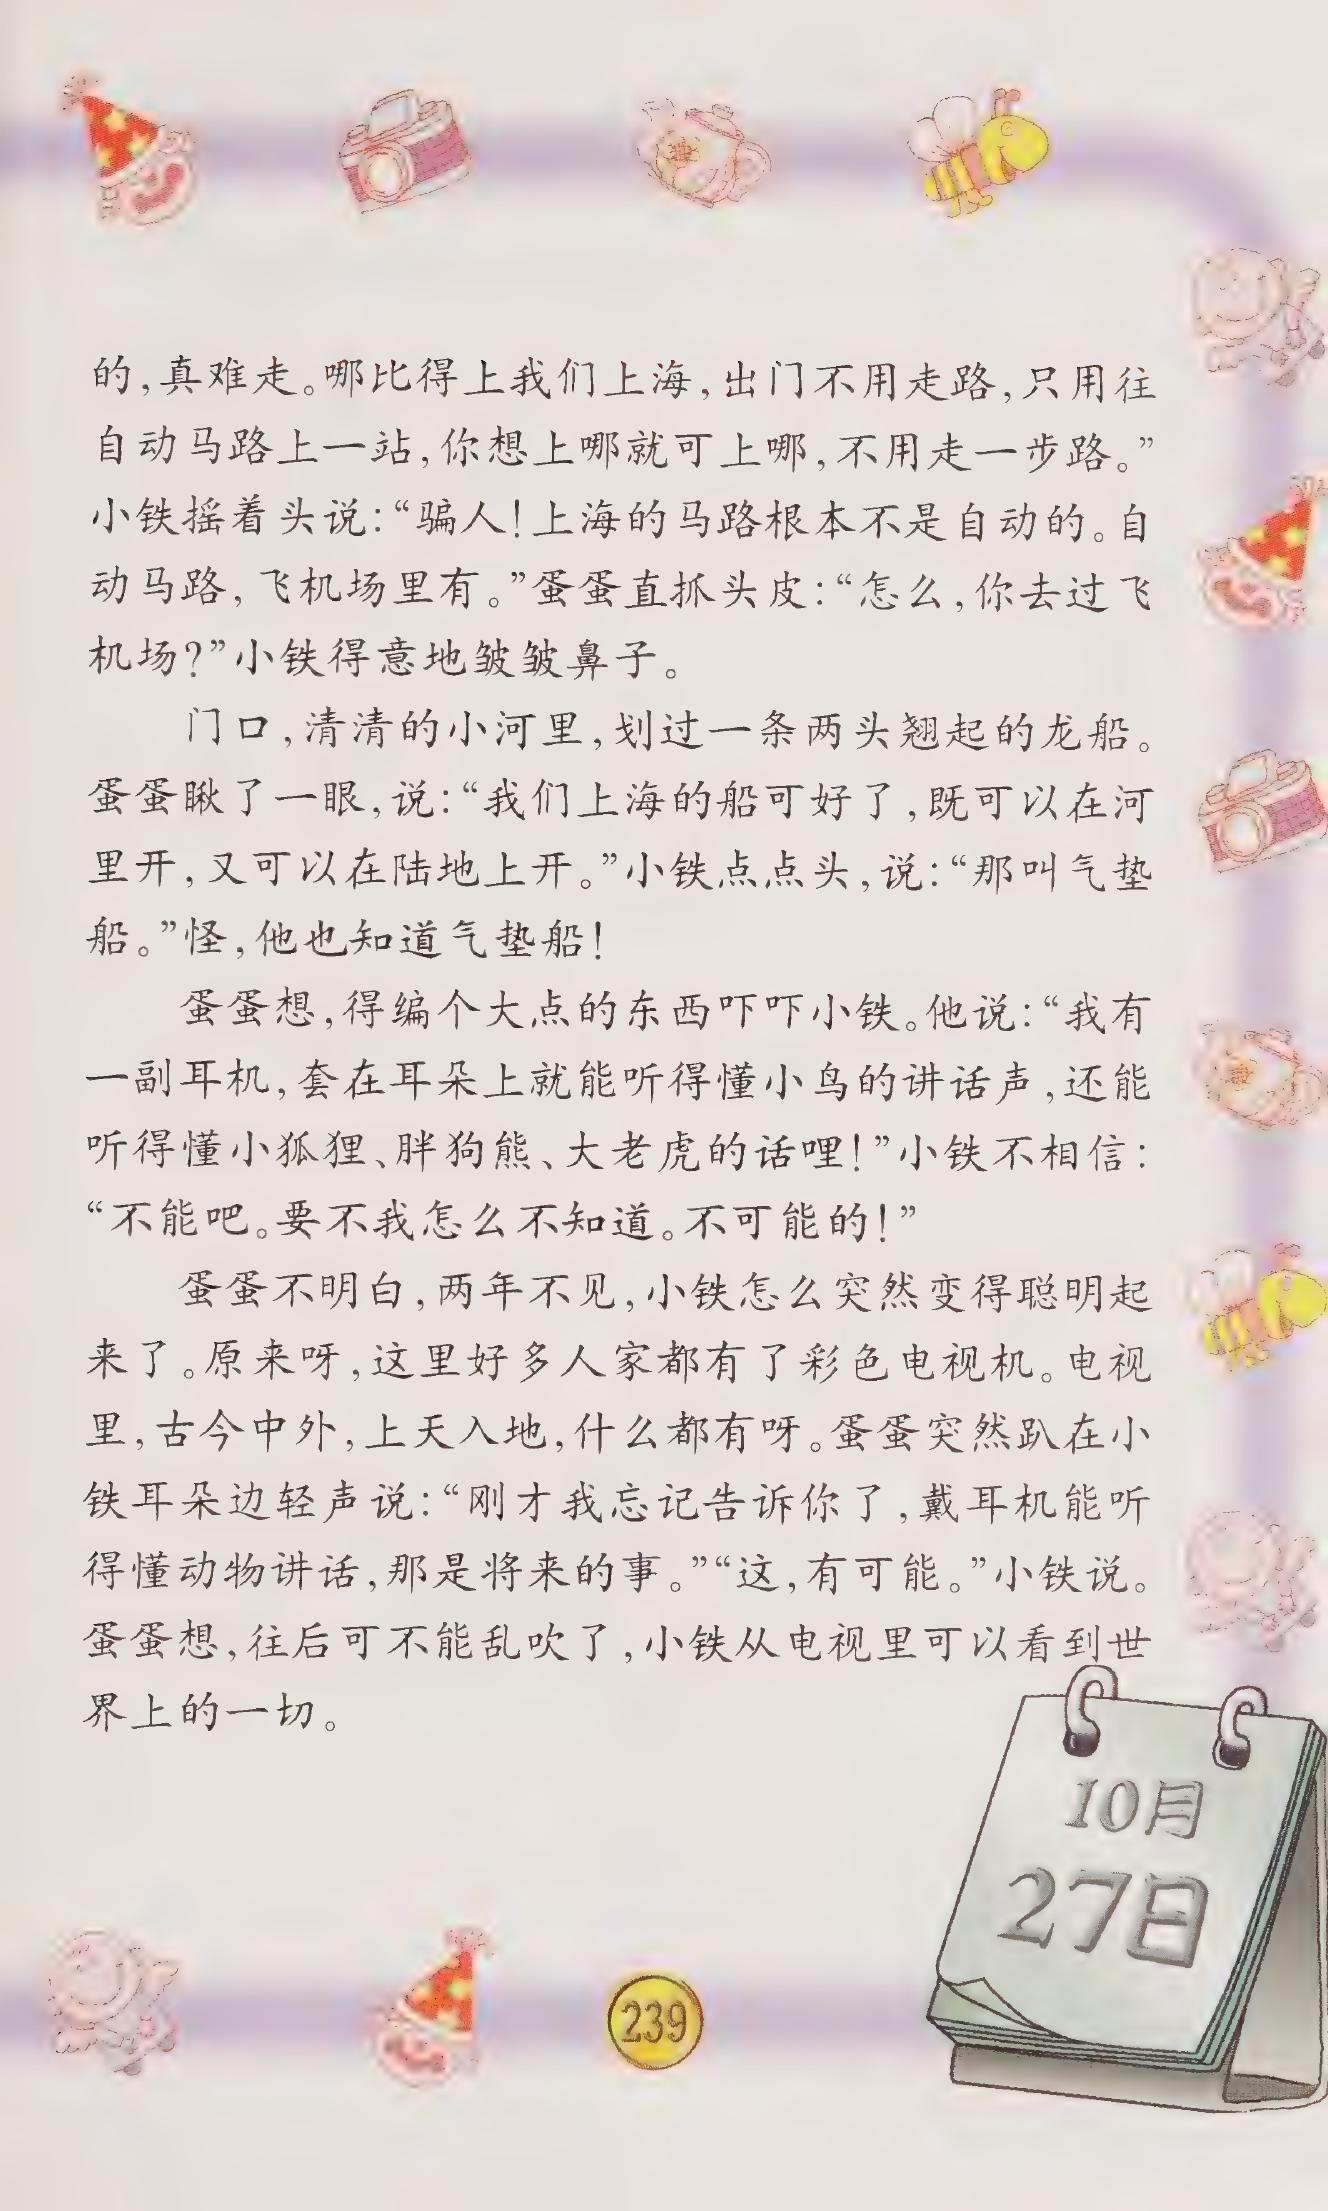 的,真难走。哪比得上我们上海,出门不用走路,只用往
自动马路上一站,你想上哪就可上哪,不用走一步路。”
小铁摇着头说:“骗人!上海的马路根本不是自动的。自
动马路,飞机场里有。”蛋蛋直抓头皮:“怎么,你去过飞
机场?”小铁得意地皱皱鼻子。
门口,清清的小河里,划过一条两头翘起的龙船。
蛋蛋瞅了一眼,说:“我们上海的船可好了,既可以在河
里开,又可以在陆地上开。”小铁点点头,说:“那叫气垫
船。”怪,他也知道气垫船!
蛋蛋想,得编个大点的东西吓吓小铁。他说:“我有
一副耳机,套在耳朵上就能听得懂小鸟的讲话声,还能
听得懂小狐狸、胖狗熊、大老虎的话哩!”小铁不相信:
“不能吧。要不我怎么不知道。不可能的!”
蛋蛋不明白,两年不见,小铁怎么突然变得聪明起
来了。原来呀,这里好多人家都有了彩色电视机。电视
里,古今中外,上天入地,什么都有呀。蛋蛋突然趴在小
铁耳朵边轻声说:“刚才我忘记告诉你了,戴耳机能听
得懂动物讲话,那是将来的事。”“这,有可能。”小铁说。
蛋蛋想,往后可不能乱吹了,小铁从电视里可以看到世
界上的一切。
10月
27日
239